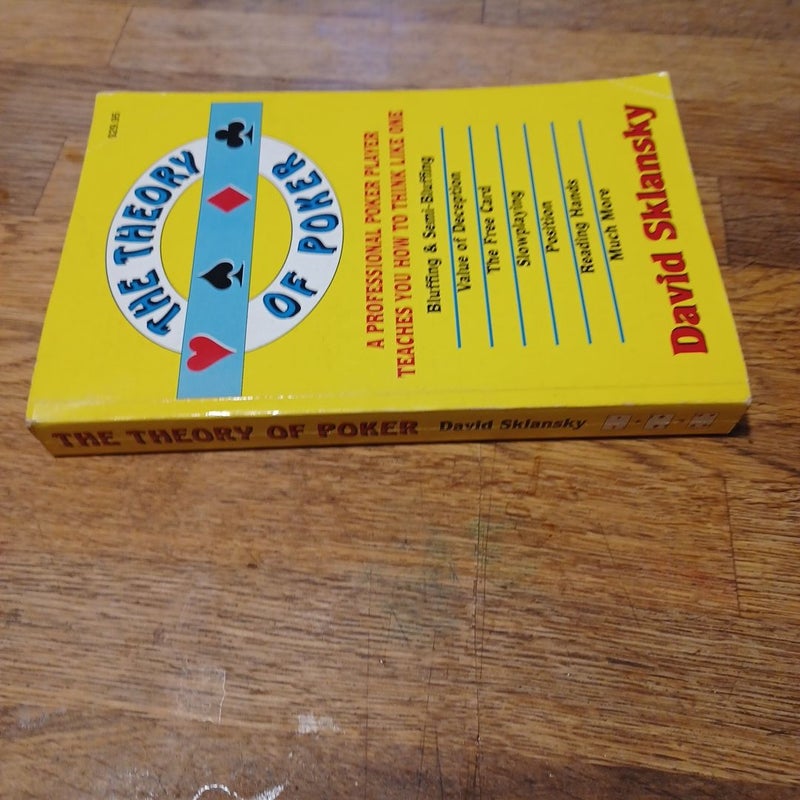 $29.95
THE THEORY
OF POKER
A PROFESSIONAL POKER PLAYER
TEACHES YOU HOW TO THINK LIKE ONE
Bluffing & Semi-Bluffing
Value of Deception
The Free Card
Slowplaying
Position
Reading Hands
Much More
David Sklansky
THE THEORY OF POKER David Sklansky